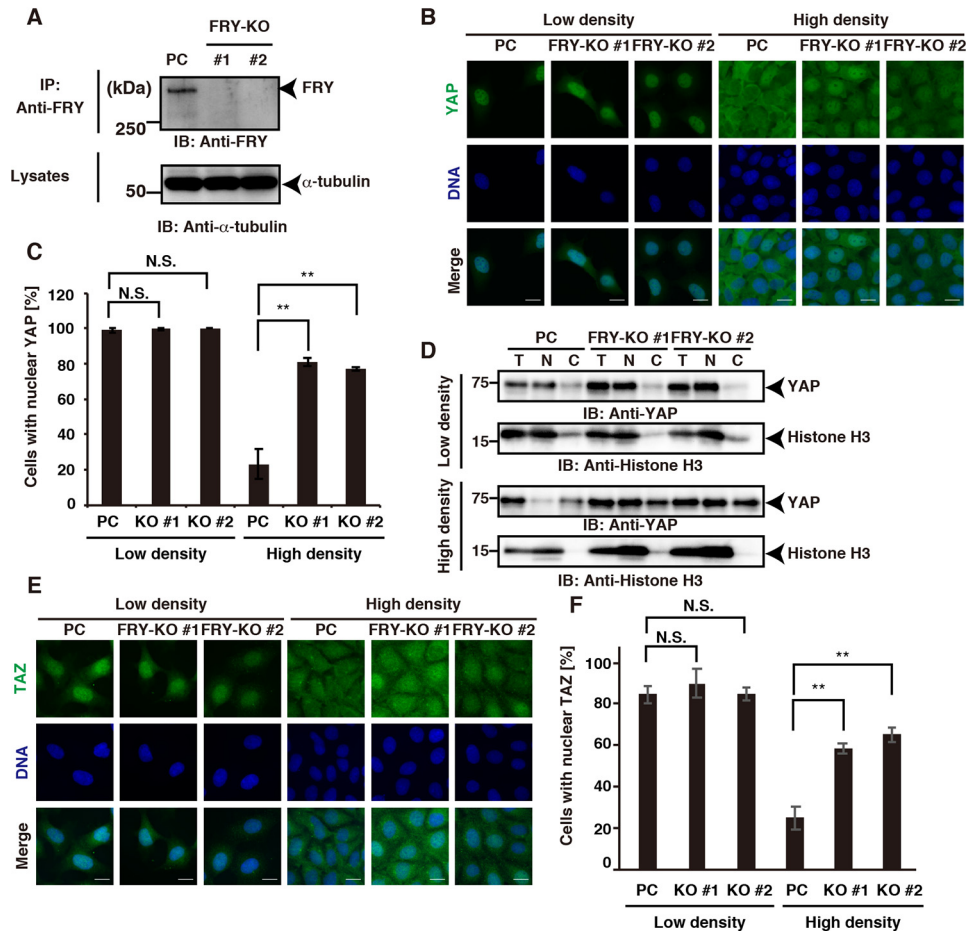 A
FRY-KO
PC #1 #2
IP:
Anti-FRY
(kDa)
FRY
250
IB: Anti-FRY
Lysates
50
α-tubulin
IB: Anti-α-tubulin
B
Low density High density
PC FRY-KO #1 FRY-KO #2 PC FRY-KO #1 FRY-KO #2
YAP
DNA
Merge
C
N.S.
N.S.
**
**
Cells with nuclear YAP [%]
120
100
80
60
40
20
0
PC KO #1 KO #2 PC KO #1 KO #2
Low density High density
D
PC FRY-KO #1 FRY-KO #2
T N C T N C T N C
Low density
75
YAP
IB: Anti-YAP
15
Histone H3
IB: Anti-Histone H3
High density
75
YAP
IB: Anti-YAP
15
Histone H3
IB: Anti-Histone H3
E
Low density High density
PC FRY-KO #1 FRY-KO #2 PC FRY-KO #1 FRY-KO #2
TAZ
DNA
Merge
F
N.S.
N.S.
**
**
Cells with nuclear TAZ [%]
100
80
60
40
20
0
PC KO #1 KO #2 PC KO #1 KO #2
Low density High density